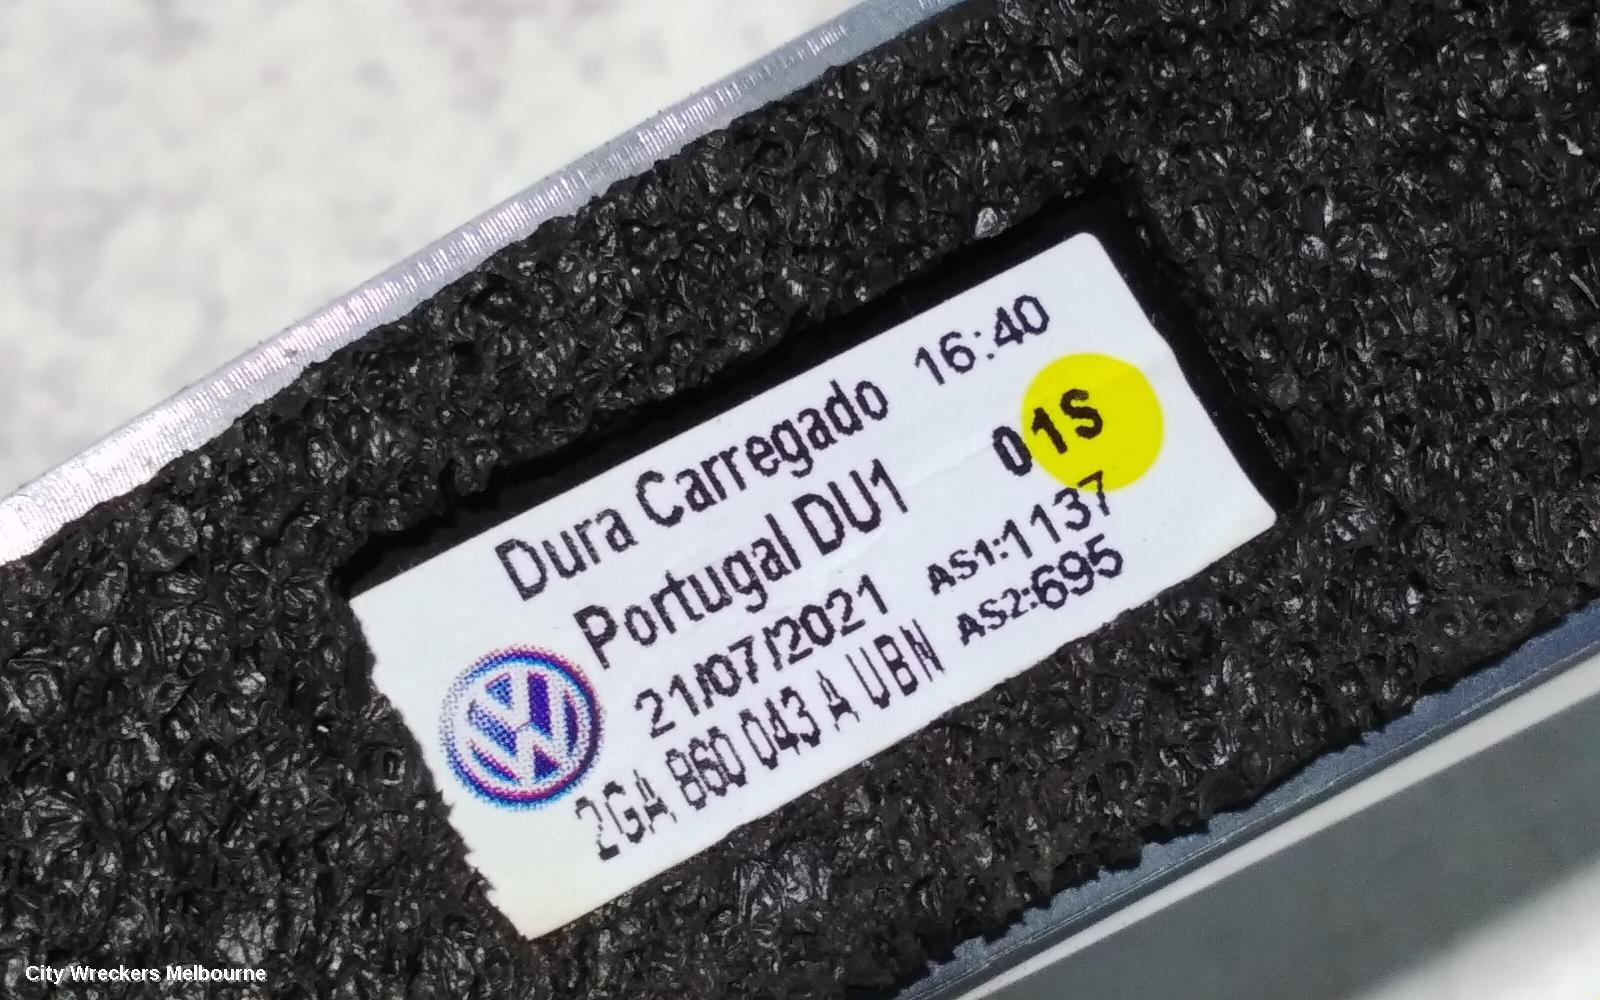 Dura Carregado 16:40
Portugal DU1 01S
21/07/2021 AS1:1137
2GA 860 043 A UBN AS2:695
City Wreckers Melbourne